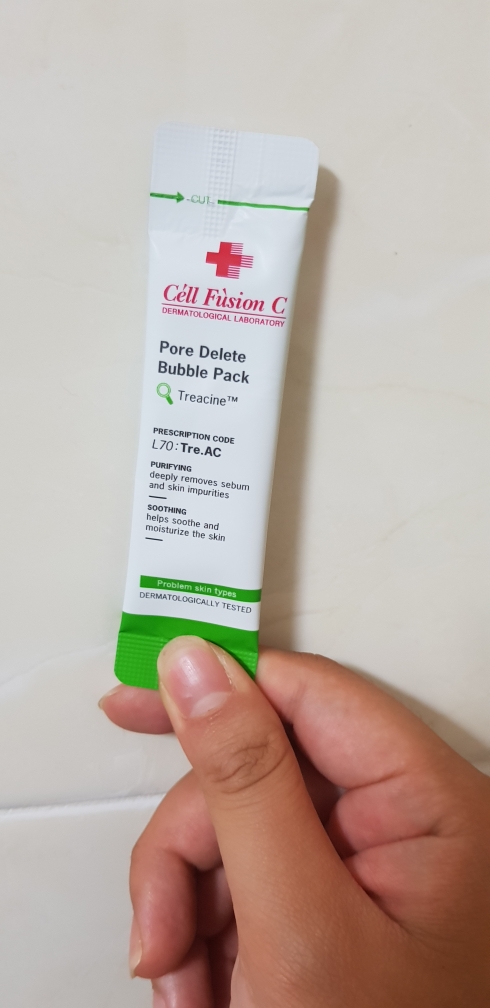 -CUT-
Céll Fùsion C
DERMATOLOGICAL LABORATORY
Pore Delete
Bubble Pack
Treacine™
PRESCRIPTION CODE
L70:Tre.AC
PURIFYING
deeply removes sebum
and skin impurities
SOOTHING
helps soothe and
moisturize the skin
Problem skin types
DERMATOLOGICALLY TESTED